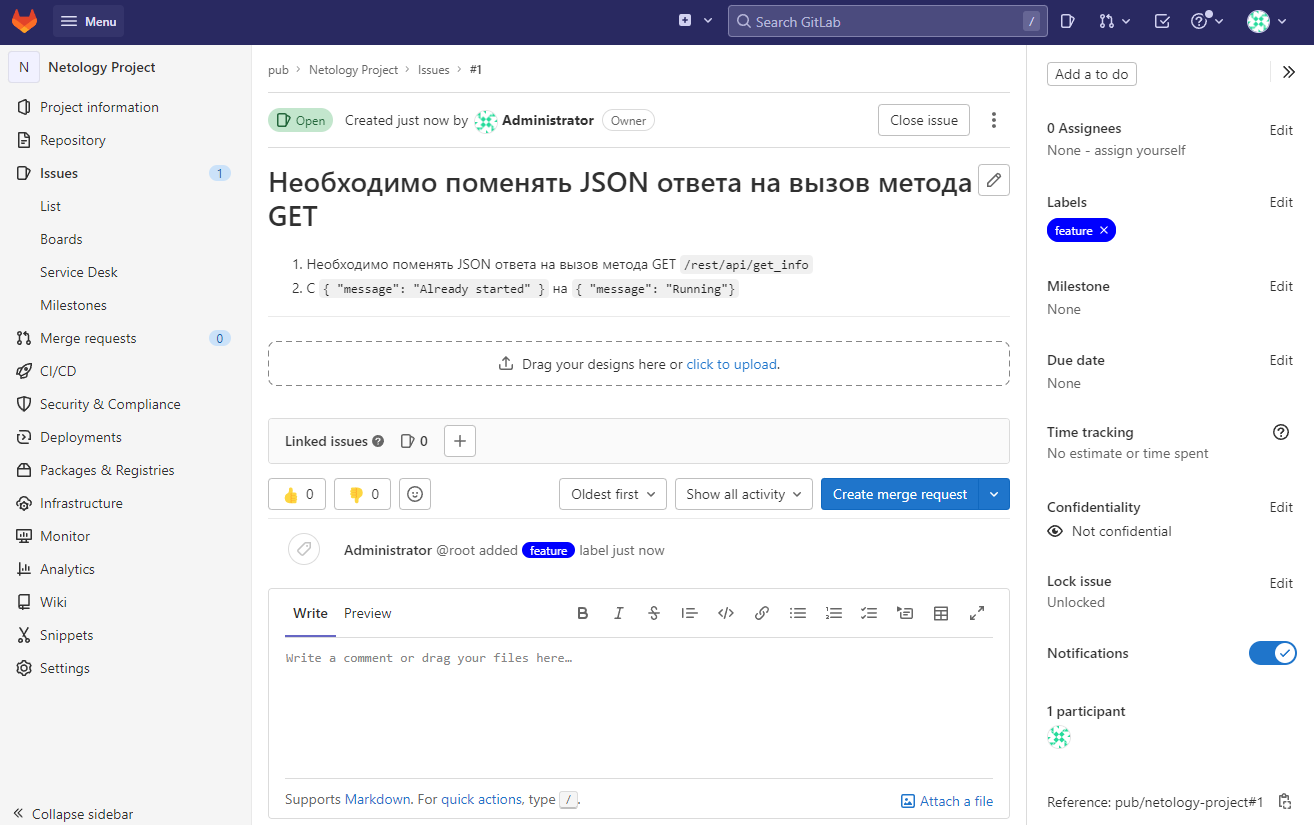 Menu
Search GitLab
/
N Netology Project
Project information
Repository
Issues 1
List
Boards
Service Desk
Milestones
Merge requests 0
CI/CD
Security & Compliance
Deployments
Packages & Registries
Infrastructure
Monitor
Analytics
Wiki
Snippets
Settings
Collapse sidebar
pub › Netology Project › Issues › #1
Open Created just now by Administrator Owner
Close issue
Необходимо поменять JSON ответа на вызов метода
GET
1. Необходимо поменять JSON ответа на вызов метода GET /rest/api/get_info
2. С { "message": "Already started" } на { "message": "Running"}
Drag your designs here or click to upload.
Linked issues 0
0 0
Oldest first
Show all activity
Create merge request
Administrator @root added feature label just now
Write Preview
Write a comment or drag your files here…
Supports Markdown. For quick actions, type /.
Attach a file
Add a to do
0 Assignees Edit
None - assign yourself
Labels Edit
feature ×
Milestone Edit
None
Due date Edit
None
Time tracking
No estimate or time spent
Confidentiality Edit
Not confidential
Lock issue Edit
Unlocked
Notifications
1 participant
Reference: pub/netology-project#1